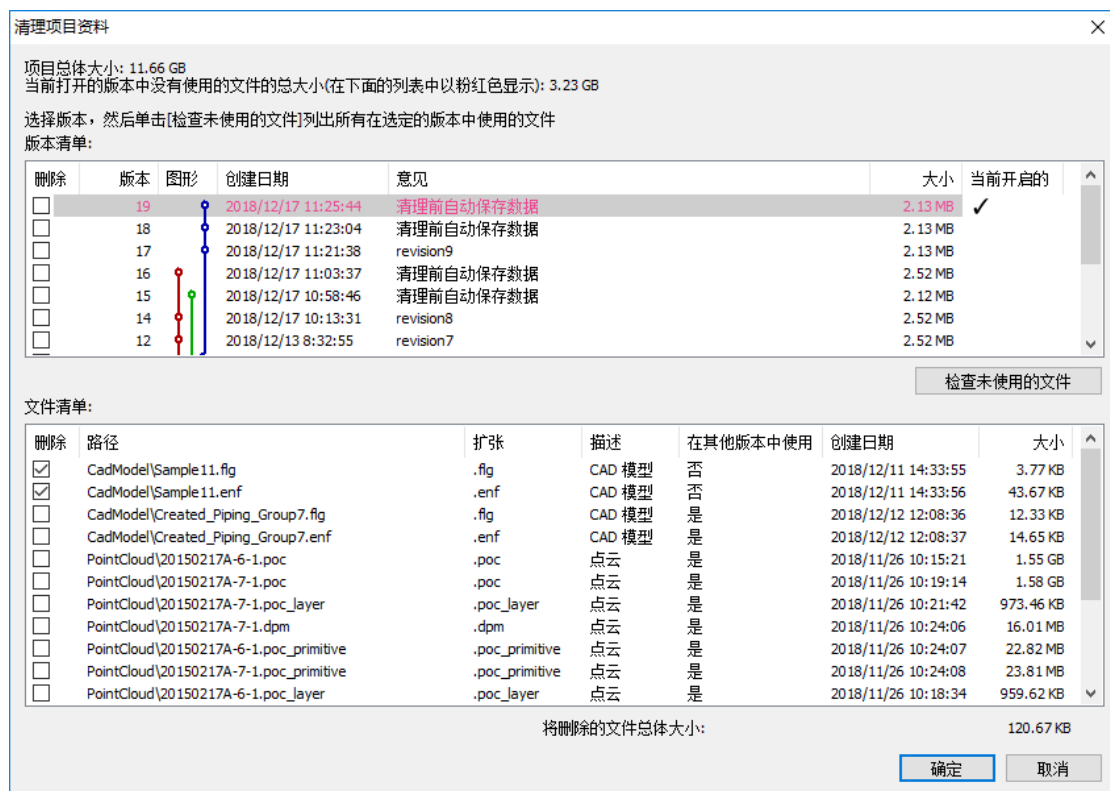 清理项目资料
项目总体大小: 11.66 GB
当前打开的版本中没有使用的文件的总大小(在下面的列表中以粉红色显示): 3.23 GB
选择版本，然后单击[检查未使用的文件]列出所有在选定的版本中使用的文件
版本清单:
删除 版本 图形 创建日期 意见 大小 当前开启的
19 2018/12/17 11:25:44 清理前自动保存数据 2.13 MB ✓
18 2018/12/17 11:23:04 清理前自动保存数据 2.13 MB
17 2018/12/17 11:21:38 revision9 2.13 MB
16 2018/12/17 11:03:37 清理前自动保存数据 2.52 MB
15 2018/12/17 10:58:46 清理前自动保存数据 2.12 MB
14 2018/12/17 10:13:31 revision8 2.52 MB
12 2018/12/13 8:32:55 revision7 2.52 MB
检查未使用的文件
文件清单:
删除 路径 扩张 描述 在其他版本中使用 创建日期 大小
CadModel\Sample11.flg .flg CAD 模型 否 2018/12/11 14:33:55 3.77 KB
CadModel\Sample11.enf .enf CAD 模型 否 2018/12/11 14:33:56 43.67 KB
CadModel\Created_Piping_Group7.flg .flg CAD 模型 是 2018/12/12 12:08:36 12.33 KB
CadModel\Created_Piping_Group7.enf .enf CAD 模型 是 2018/12/12 12:08:37 14.65 KB
PointCloud\20150217A-6-1.poc .poc 点云 是 2018/11/26 10:15:21 1.55 GB
PointCloud\20150217A-7-1.poc .poc 点云 是 2018/11/26 10:19:14 1.58 GB
PointCloud\20150217A-7-1.poc_layer .poc_layer 点云 是 2018/11/26 10:21:42 973.46 KB
PointCloud\20150217A-7-1.dpm .dpm 点云 是 2018/11/26 10:24:06 16.01 MB
PointCloud\20150217A-6-1.poc_primitive .poc_primitive 点云 是 2018/11/26 10:24:07 22.82 MB
PointCloud\20150217A-7-1.poc_primitive .poc_primitive 点云 是 2018/11/26 10:24:08 23.81 MB
PointCloud\20150217A-6-1.poc_layer .poc_layer 点云 是 2018/11/26 10:18:34 959.62 KB
将删除的文件总体大小: 120.67 KB
确定 取消